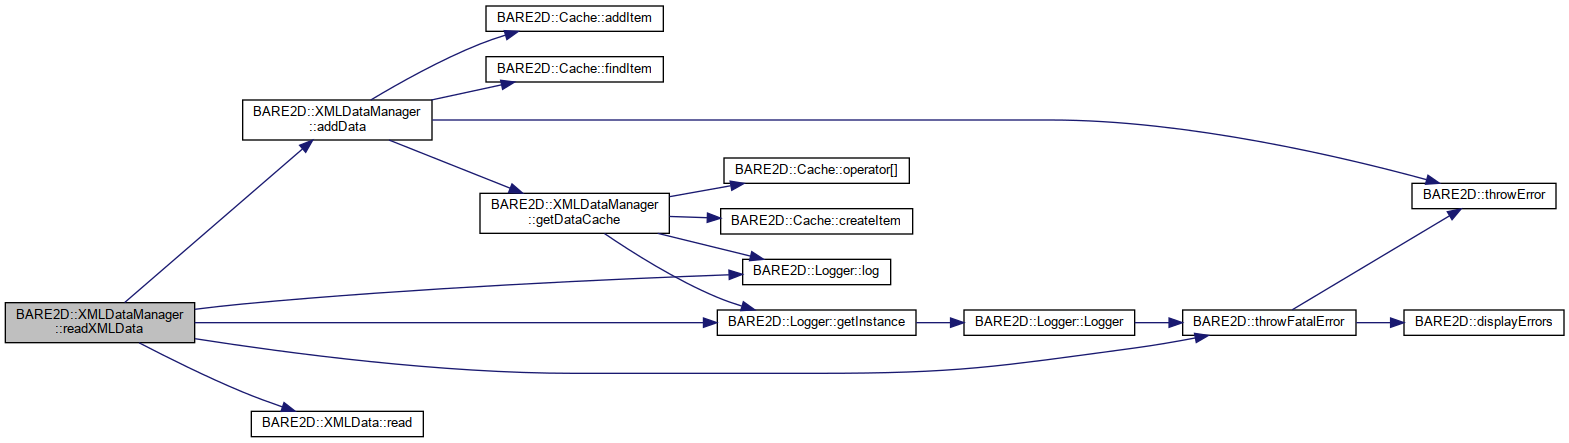 BARE2D::Cache::addItem
BARE2D::Cache::findItem
BARE2D::XMLDataManager
::addData
BARE2D::Cache::operator[]
BARE2D::throwError
BARE2D::XMLDataManager
::getDataCache
BARE2D::Cache::createItem
BARE2D::Logger::log
BARE2D::XMLDataManager
::readXMLData
BARE2D::Logger::getInstance
BARE2D::Logger::Logger
BARE2D::throwFatalError
BARE2D::displayErrors
BARE2D::XMLData::read